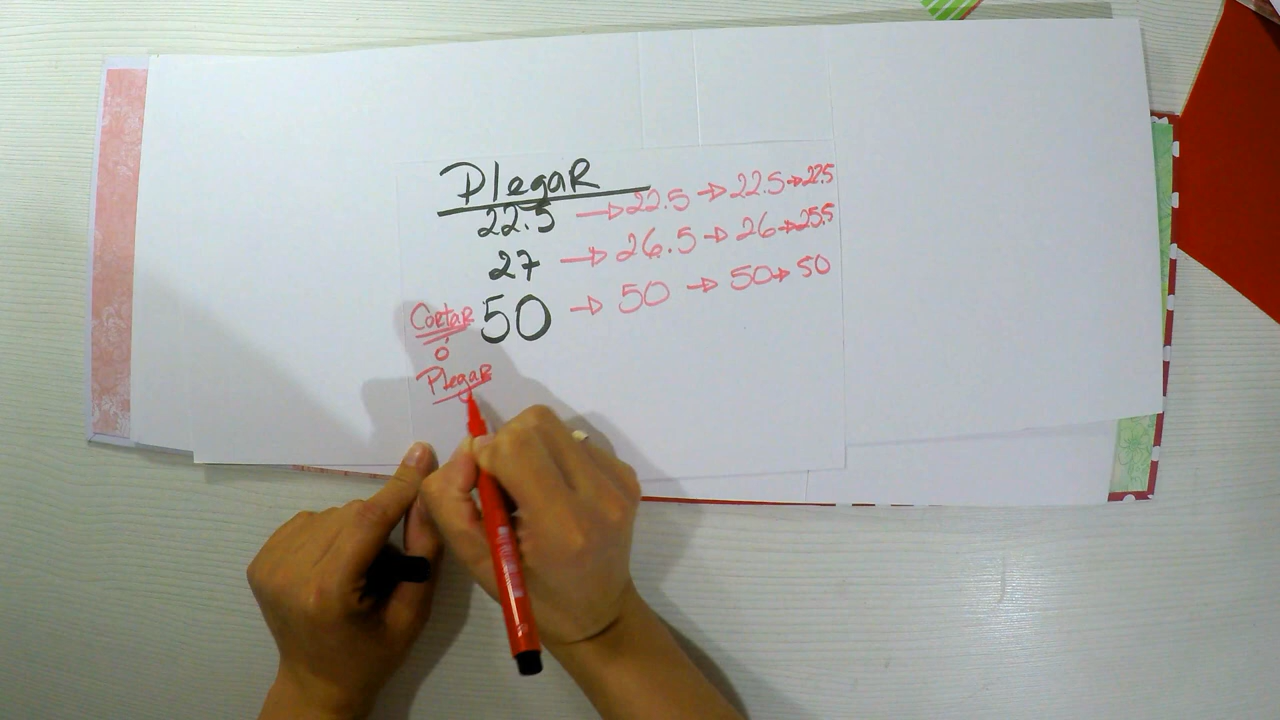 PlegaR
22.5 → 22.5 → 22.5 → 22.5
27 → 26.5 → 26 → 25.5
50 → 50 → 50 → 50
CortaR
ó
PlegaR